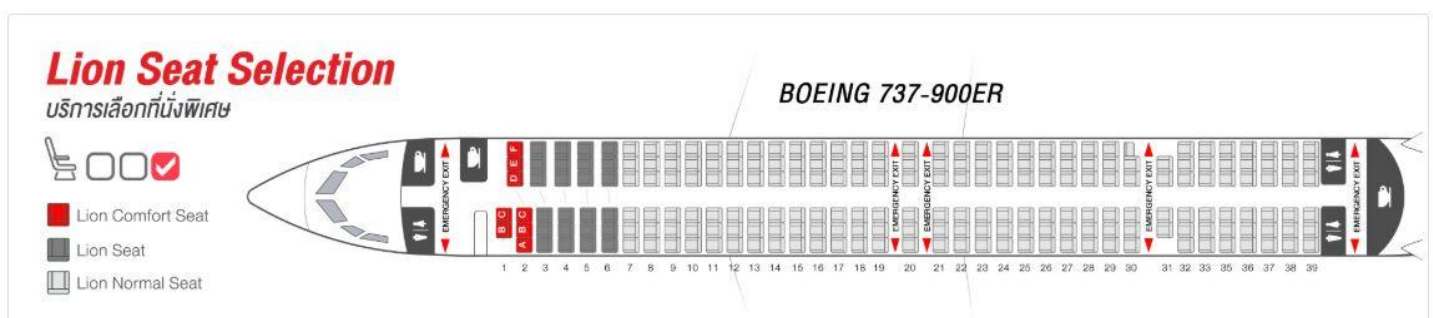 Lion Seat Selection
บริการเลือกที่นั่งพิเศษ
BOEING 737-900ER
Lion Comfort Seat
Lion Seat
Lion Normal Seat
EMERGENCY EXIT
EMERGENCY EXIT
EMERGENCY EXIT
EMERGENCY EXIT
EMERGENCY EXIT
D E F
B C
A B C
1 2 3 4 5 6 7 8 9 10 11 12 13 14 15 16 17 18 19 20 21 22 23 24 25 26 27 28 29 30 31 32 33 35 36 37 38 39